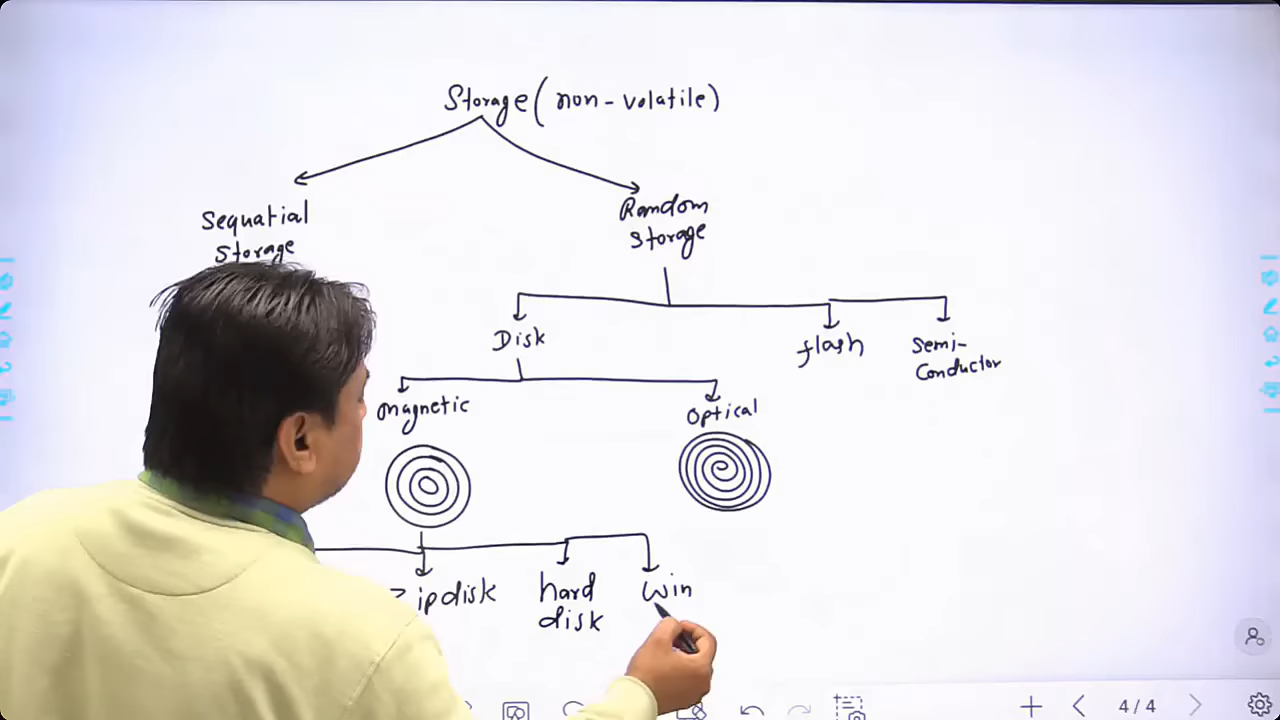 Storage (non-volatile)
Sequatial
Storage
Random
Storage
Disk
flash
Semi-
Conductor
magnetic
Optical
Zipdisk
hard
disk
Win
4/4